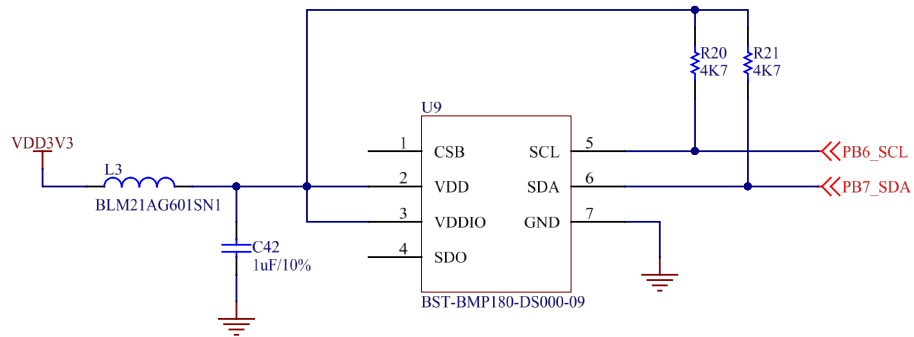 R20
4K7
R21
4K7
U9
VDD3V3
L3
BLM21AG601SN1
C42
1uF/10%
1 CSB SCL 5
2 VDD SDA 6
3 VDDIO GND 7
4 SDO
PB6_SCL
PB7_SDA
BST-BMP180-DS000-09